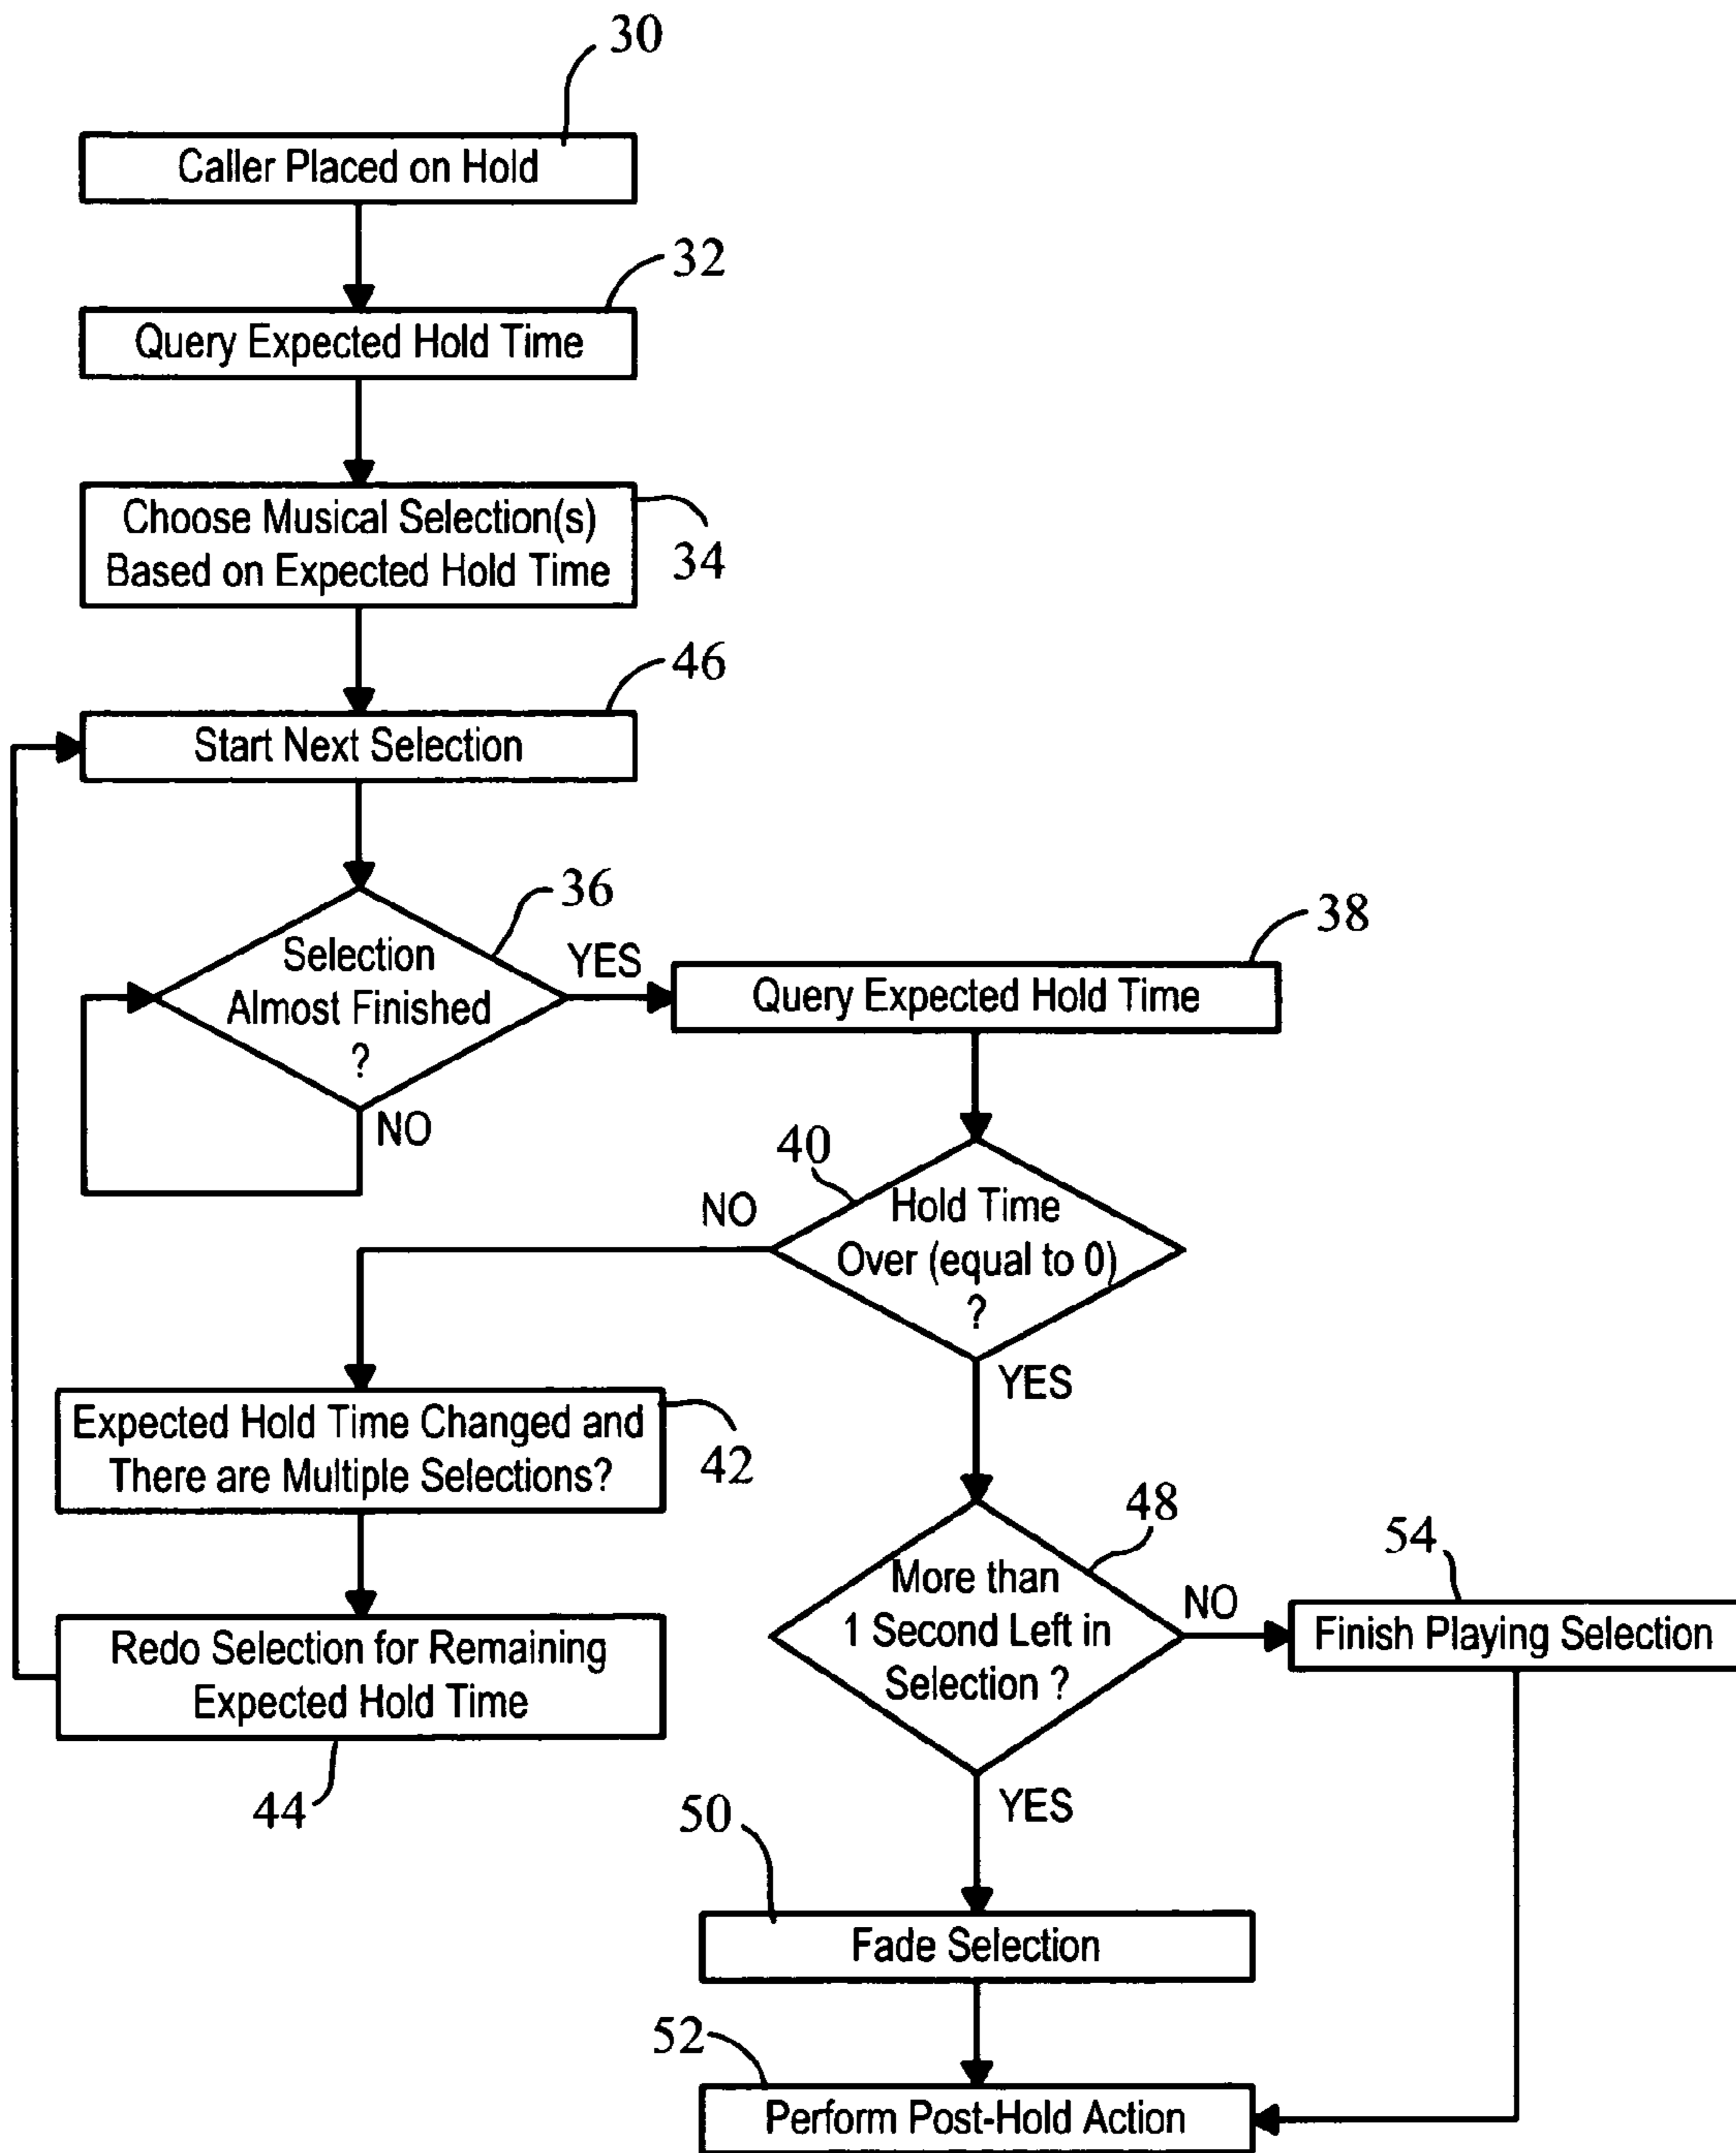 30
Caller Placed on Hold
32
Query Expected Hold Time
Choose Musical Selection(s)
Based on Expected Hold Time
34
46
Start Next Selection
36
Selection
Almost Finished
?
YES
NO
38
Query Expected Hold Time
40
Hold Time
Over (equal to 0)
?
NO
YES
Expected Hold Time Changed and
There are Multiple Selections?
42
Redo Selection for Remaining
Expected Hold Time
44
48
More than
1 Second Left in
Selection ?
NO
YES
54
Finish Playing Selection
50
Fade Selection
52
Perform Post-Hold Action